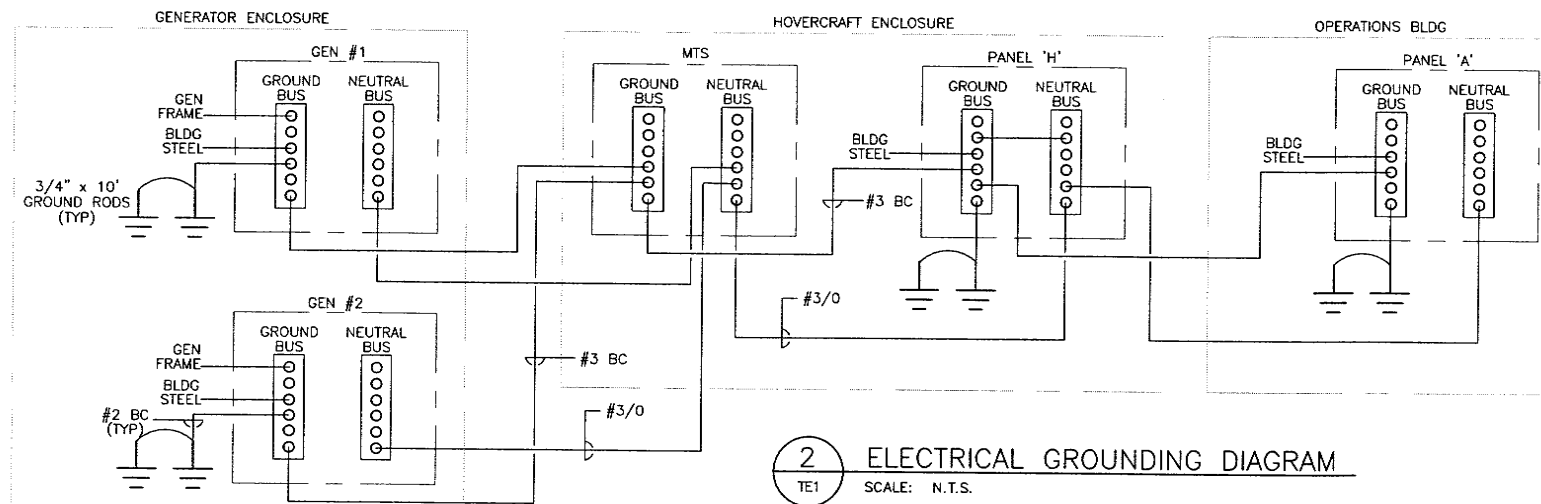 GENERATOR ENCLOSURE
GEN #1
GROUND
BUS
NEUTRAL
BUS
GEN
FRAME
BLDG
STEEL
3/4" x 10'
GROUND RODS
(TYP)
GEN #2
GROUND
BUS
NEUTRAL
BUS
GEN
FRAME
BLDG
STEEL
#2 BC
(TYP)
HOVERCRAFT ENCLOSURE
MTS
GROUND
BUS
NEUTRAL
BUS
PANEL 'H'
GROUND
BUS
NEUTRAL
BUS
BLDG
STEEL
#3 BC
#3/0
#3 BC
#3/0
OPERATIONS BLDG
PANEL 'A'
GROUND
BUS
NEUTRAL
BUS
BLDG
STEEL
2
TE1
ELECTRICAL GROUNDING DIAGRAM
SCALE: N.T.S.